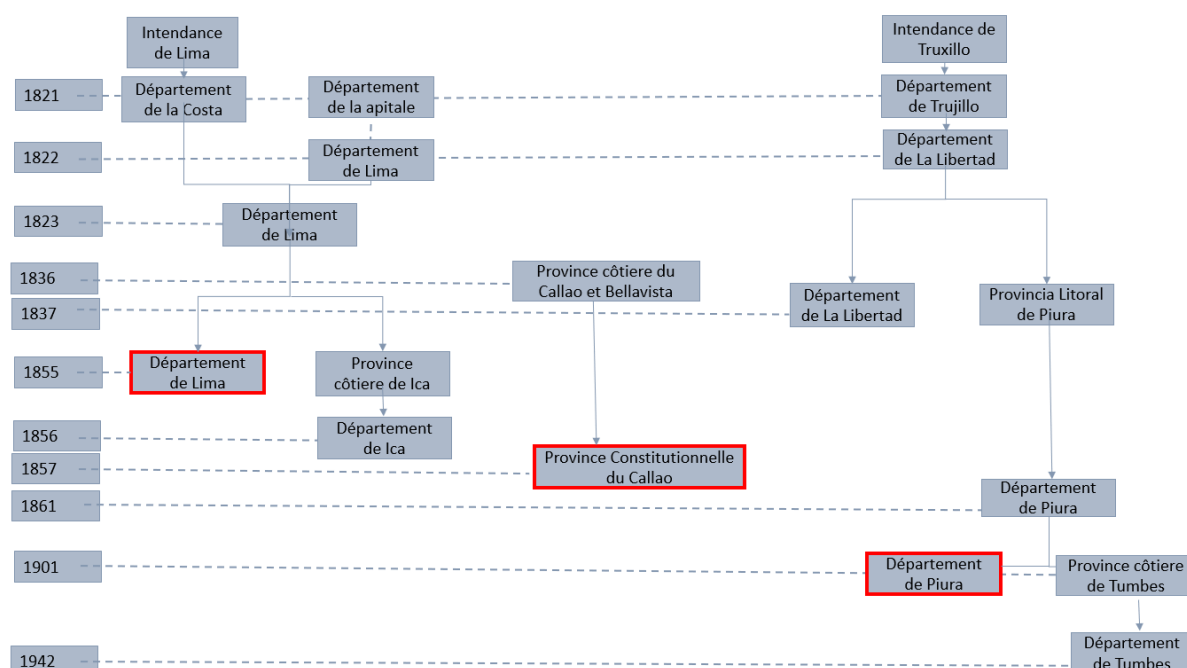 Intendance
de Lima
Intendance de
Truxillo
1821
Département
de la Costa
Département
de la apitale
Département
de Trujillo
1822
Département
de Lima
Département
de La Libertad
1823
Département
de Lima
1836
Province côtiere du
Callao et Bellavista
1837
Département
de La Libertad
Provincia Litoral
de Piura
1855
Département
de Lima
Province
côtiere de Ica
1856
Département
de Ica
1857
Province Constitutionnelle
du Callao
1861
Département
de Piura
1901
Département
de Piura
Province côtiere
de Tumbes
1942
Département
de Tumbes